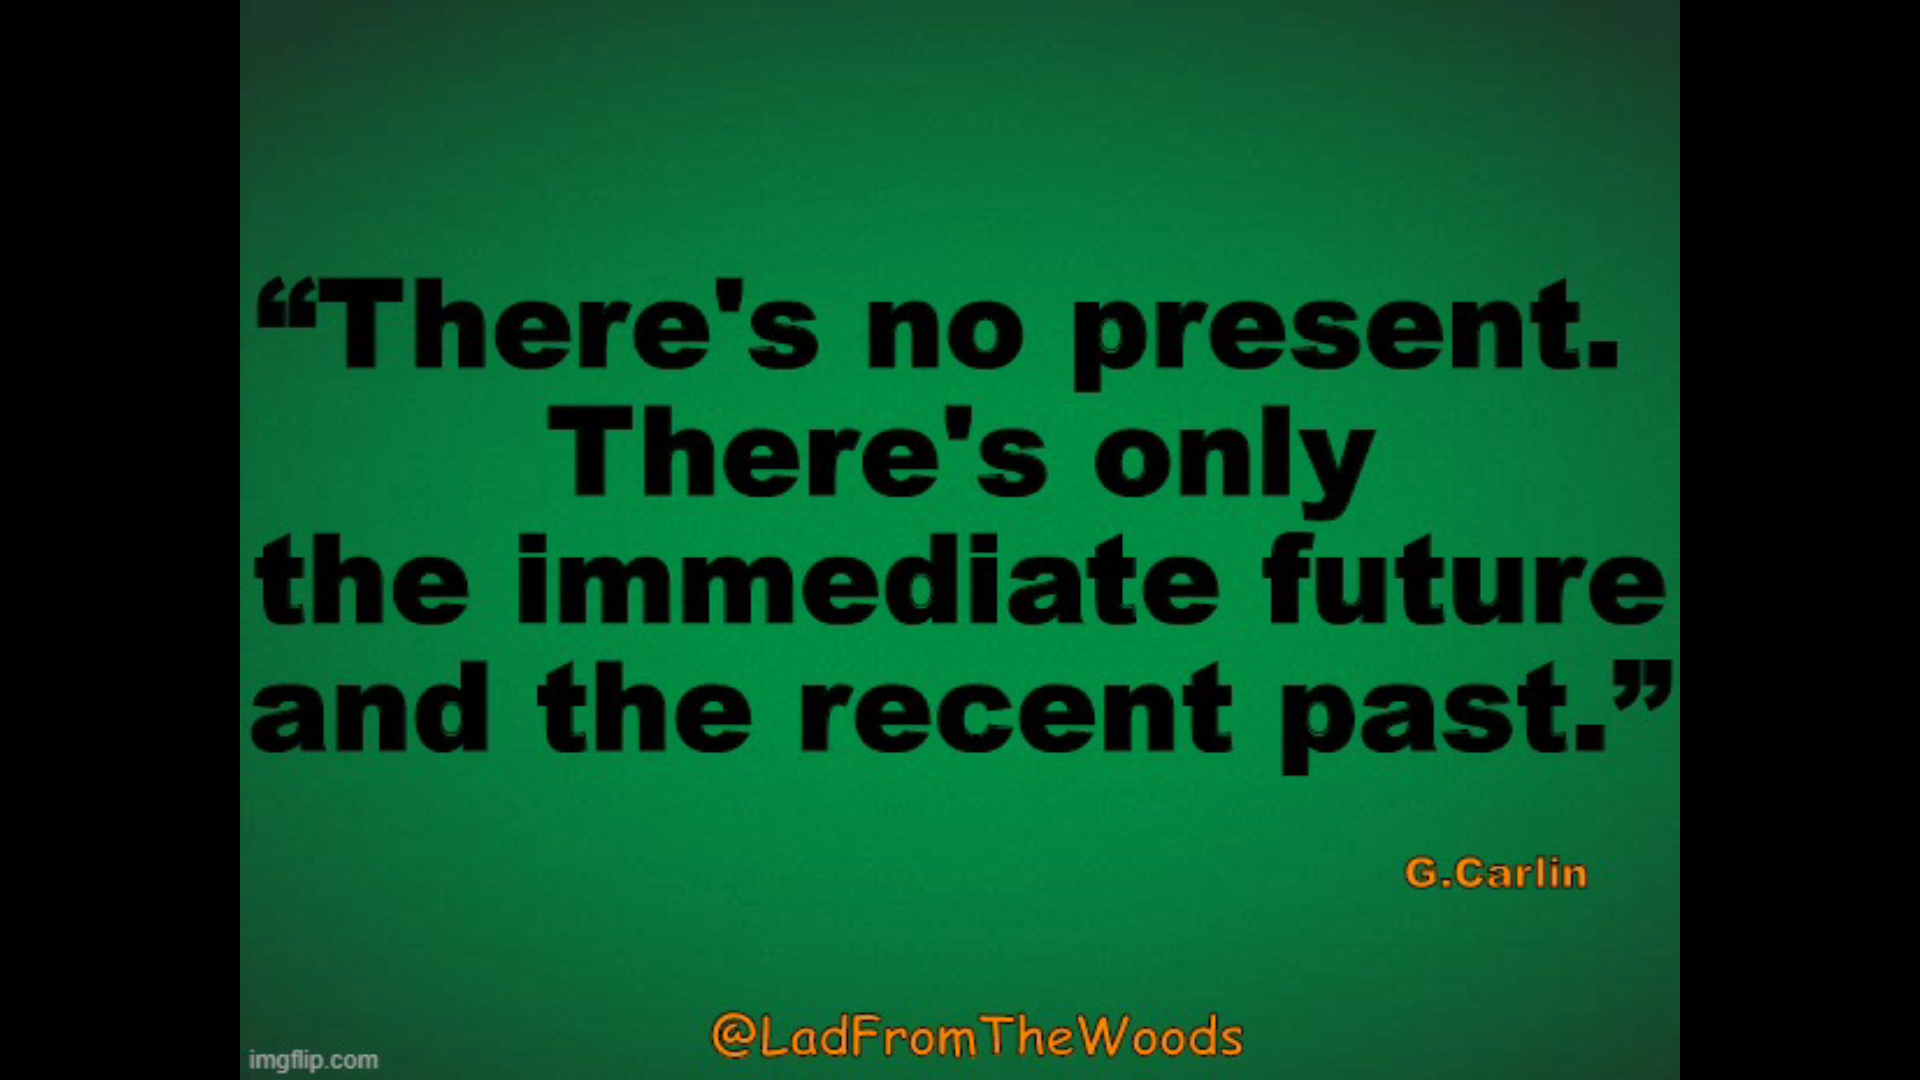 “There's no present.
There's only
the immediate future
and the recent past.”
G.Carlin
@LadFromTheWoods
imgflip.com